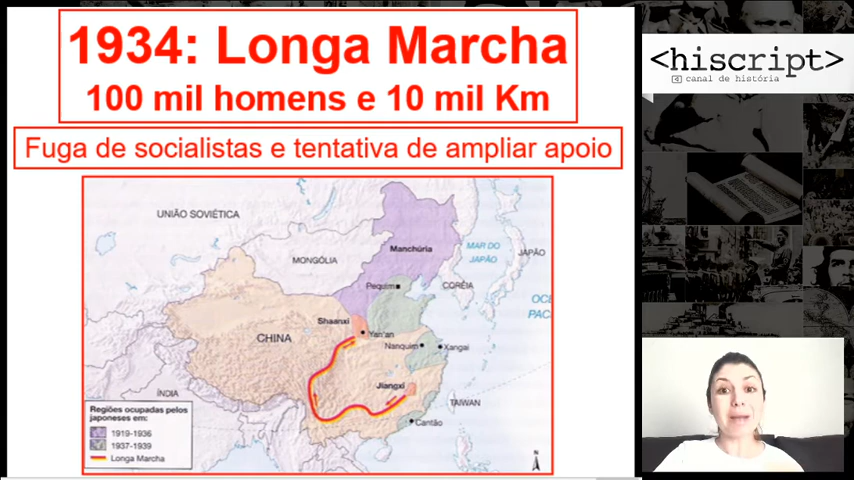 1934: Longa Marcha
100 mil homens e 10 mil Km
Fuga de socialistas e tentativa de ampliar apoio
<hiscript>
canal de história
UNIÃO SOVIÉTICA
MONGÓLIA
Manchúria
MAR DO
JAPÃO
JAPÃO
Pequim
CORÉIA
OCE
PAC
Shaanxi
Yan'an
CHINA
Nanquim
Xangai
Jiangxi
ÍNDIA
TAIWAN
Cantão
Regiões ocupadas pelos
japoneses em:
1919-1936
1937-1939
Longa Marcha
N